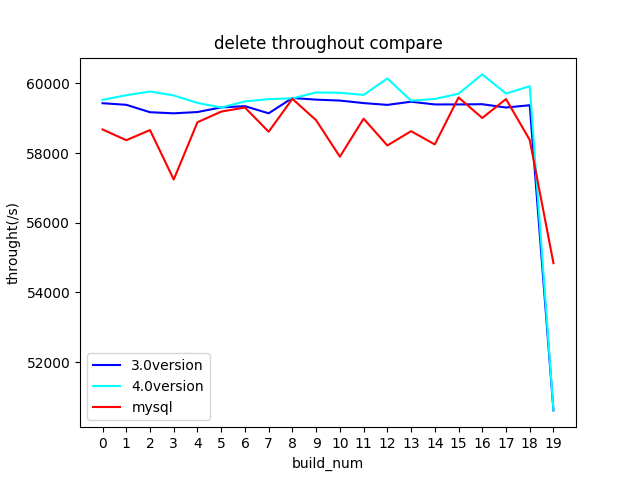 delete throughout compare
throught(/s)
60000
58000
56000
54000
52000
3.0version
4.0version
mysql
0 1 2 3 4 5 6 7 8 9 10 11 12 13 14 15 16 17 18 19
build_num